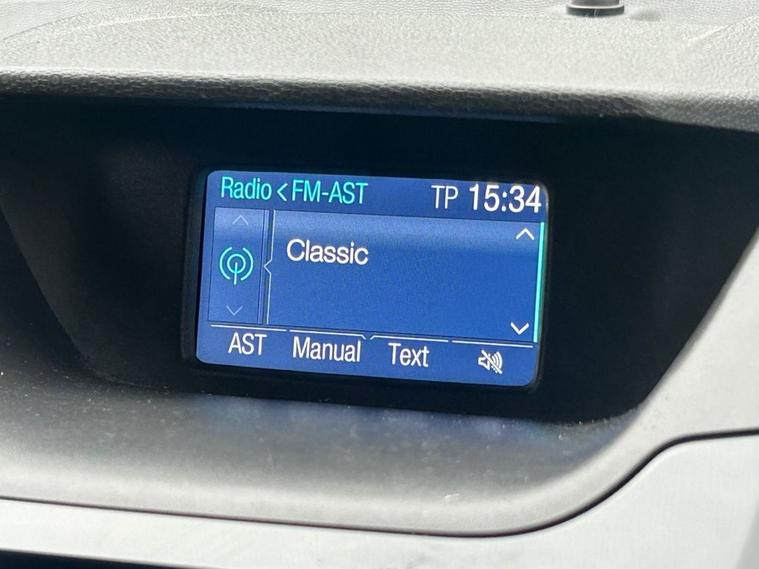 Radio < FM-AST TP 15:34
Classic
AST Manual Text